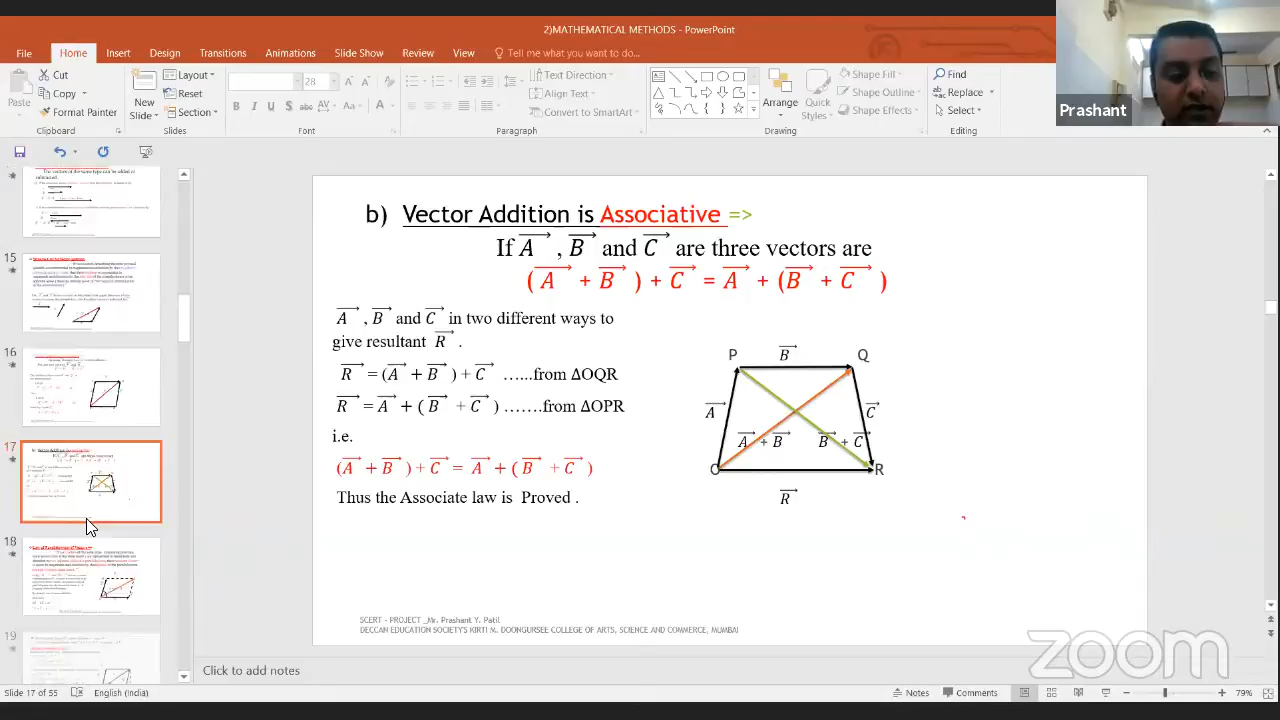 2)MATHEMATICAL METHODS - PowerPoint
File Home Insert Design Transitions Animations Slide Show Review View Tell me what you want to do...
Cut
Copy
Format Painter
Paste
Clipboard
New Slide
Layout
Reset
Section
Slides
28
B I U S abc AV Aa A
Font
Text Direction
Align Text
Convert to SmartArt
Paragraph
Arrange
Quick Styles
Shape Fill
Shape Outline
Shape Effects
Drawing
Find
Replace
Select
Editing
Prashant
15
16
17
18
19
b) Vector Addition is Associative =>
If A, B and C are three vectors are
(A + B) + C = A + (B + C)
A, B and C in two different ways to
give resultant R .
R = (A + B) + C …...from ΔOQR
R = A + (B + C) …….from ΔOPR
i.e.
(A + B) + C = A + (B + C)
Thus the Associate law is Proved .
P B Q
A C
A + B B + C
O R
R
SCERT - PROJECT _Mr. Prashant Y. Patil
DECCAN EDUCATION SOCIETY'S KIRTI M. DOONGURSEE COLLEGE OF ARTS, SCIENCE AND COMMERCE, MUMBAI
zoom
Click to add notes
Slide 17 of 55 English (India) Notes Comments 79%